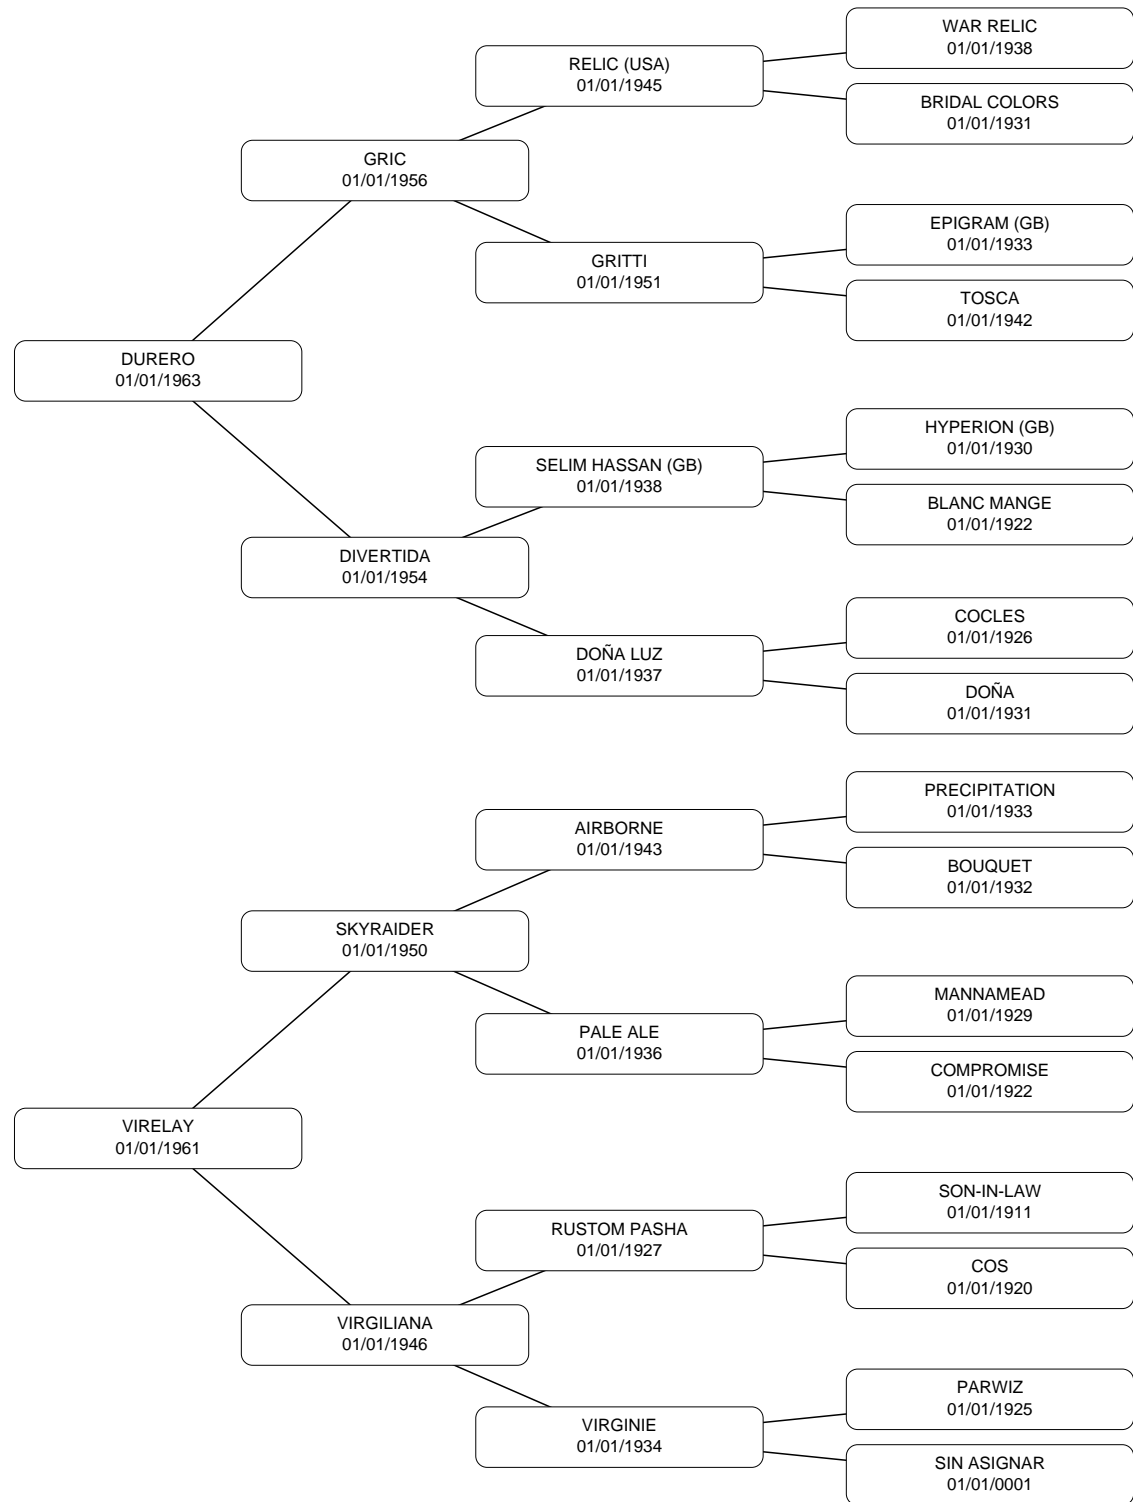 WAR RELIC
01/01/1938
RELIC (USA)
01/01/1945
BRIDAL COLORS
01/01/1931
GRIC
01/01/1956
EPIGRAM (GB)
01/01/1933
GRITTI
01/01/1951
TOSCA
01/01/1942
DURERO
01/01/1963
HYPERION (GB)
01/01/1930
SELIM HASSAN (GB)
01/01/1938
BLANC MANGE
01/01/1922
DIVERTIDA
01/01/1954
COCLES
01/01/1926
DOÑA LUZ
01/01/1937
DOÑA
01/01/1931
PRECIPITATION
01/01/1933
AIRBORNE
01/01/1943
BOUQUET
01/01/1932
SKYRAIDER
01/01/1950
MANNAMEAD
01/01/1929
PALE ALE
01/01/1936
COMPROMISE
01/01/1922
VIRELAY
01/01/1961
SON-IN-LAW
01/01/1911
RUSTOM PASHA
01/01/1927
COS
01/01/1920
VIRGILIANA
01/01/1946
PARWIZ
01/01/1925
VIRGINIE
01/01/1934
SIN ASIGNAR
01/01/0001